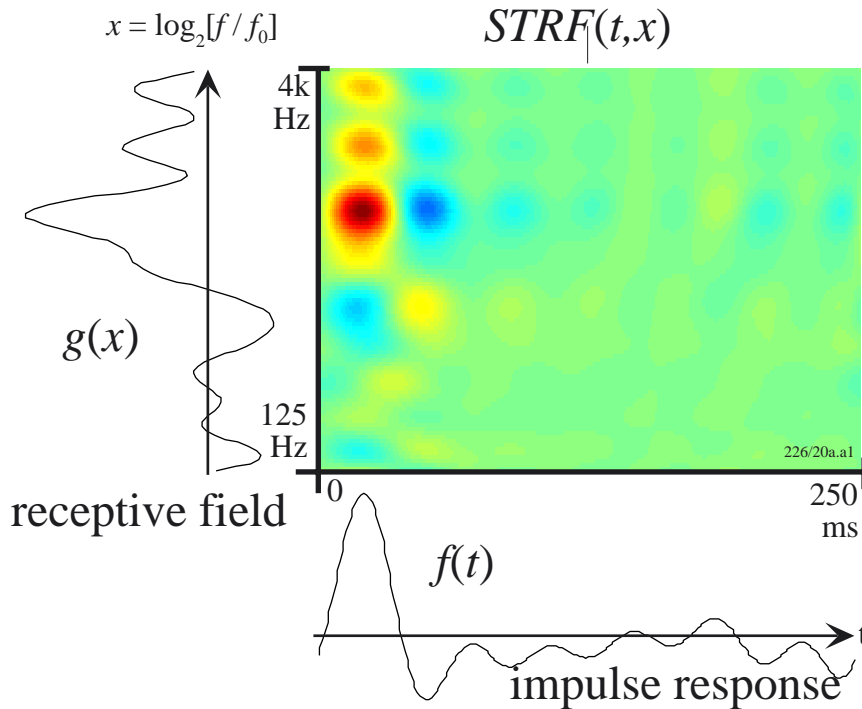 x = log₂[f / f₀]
STRF(t,x)
4k
Hz
g(x)
125
Hz
226/20a.a1
0
250
ms
receptive field
f(t)
t
impulse response